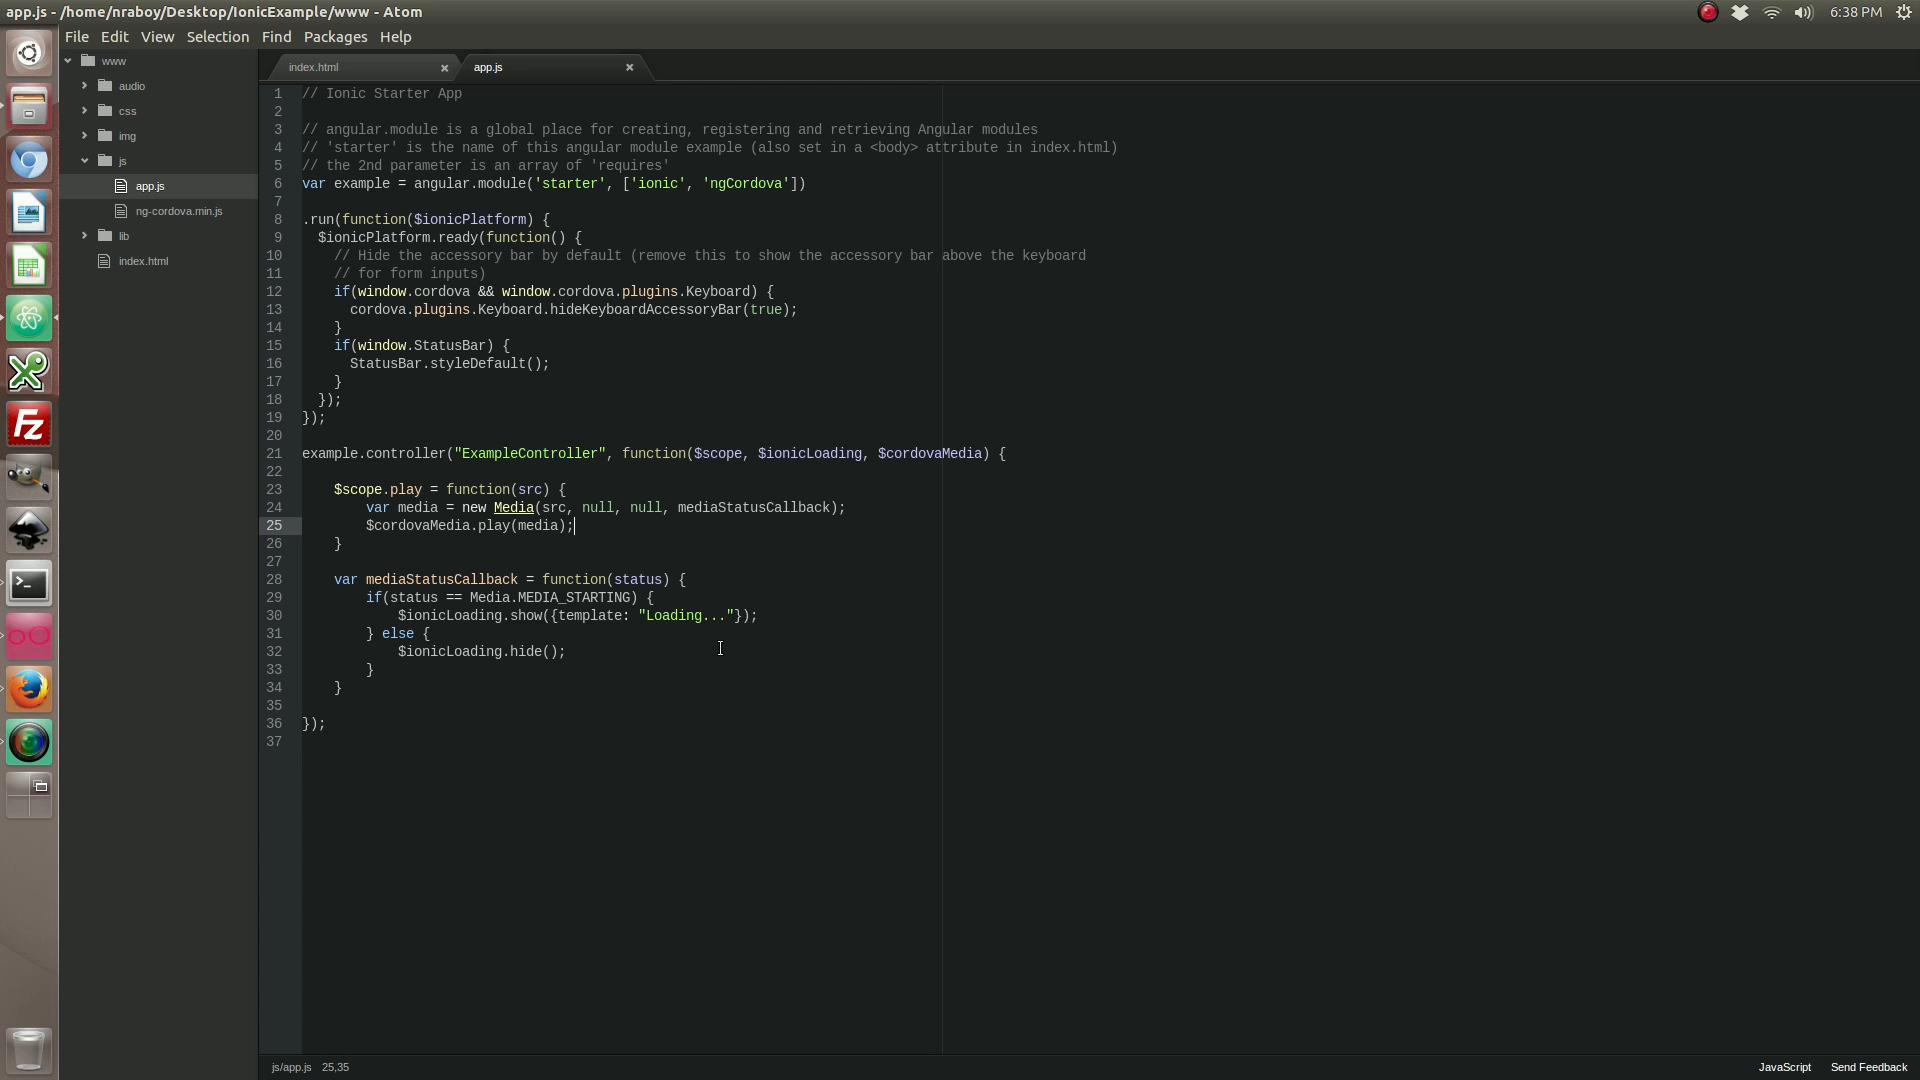 app.js - /home/nraboy/Desktop/IonicExample/www - Atom
6:38 PM
File Edit View Selection Find Packages Help
www
audio
css
img
js
app.js
ng-cordova.min.js
lib
index.html
index.html
app.js
1 // Ionic Starter App
2
3 // angular.module is a global place for creating, registering and retrieving Angular modules
4 // 'starter' is the name of this angular module example (also set in a <body> attribute in index.html)
5 // the 2nd parameter is an array of 'requires'
6 var example = angular.module('starter', ['ionic', 'ngCordova'])
7
8 .run(function($ionicPlatform) {
9   $ionicPlatform.ready(function() {
10     // Hide the accessory bar by default (remove this to show the accessory bar above the keyboard
11     // for form inputs)
12     if(window.cordova && window.cordova.plugins.Keyboard) {
13       cordova.plugins.Keyboard.hideKeyboardAccessoryBar(true);
14     }
15     if(window.StatusBar) {
16       StatusBar.styleDefault();
17     }
18   });
19 });
20
21 example.controller("ExampleController", function($scope, $ionicLoading, $cordovaMedia) {
22
23     $scope.play = function(src) {
24         var media = new Media(src, null, null, mediaStatusCallback);
25         $cordovaMedia.play(media);
26     }
27
28     var mediaStatusCallback = function(status) {
29         if(status == Media.MEDIA_STARTING) {
30             $ionicLoading.show({template: "Loading..."});
31         } else {
32             $ionicLoading.hide();
33         }
34     }
35
36 });
37
js/app.js 25,35
JavaScript Send Feedback